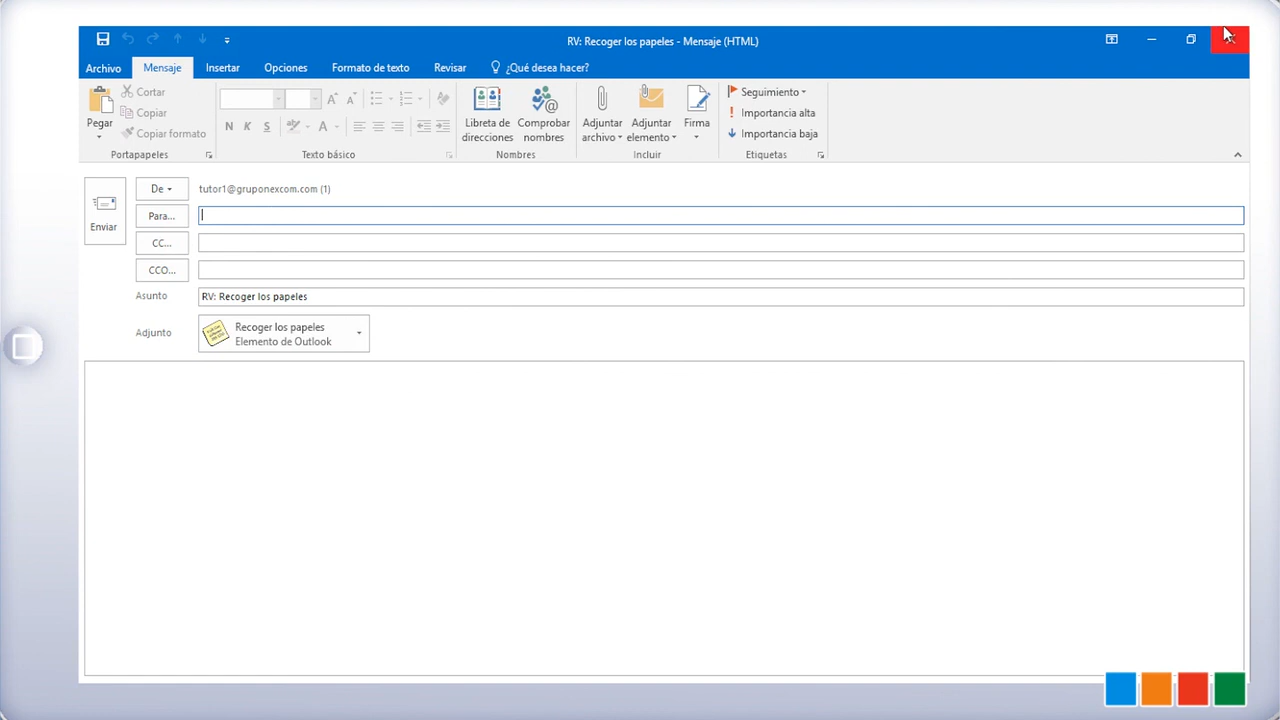 RV: Recoger los papeles - Mensaje (HTML)
Archivo Mensaje Insertar Opciones Formato de texto Revisar ¿Qué desea hacer?
Pegar
Cortar
Copiar
Copiar formato
Portapapeles
N K S
A
Texto básico
Libreta de direcciones
Comprobar nombres
Nombres
Adjuntar archivo
Adjuntar elemento
Firma
Incluir
Seguimiento
Importancia alta
Importancia baja
Etiquetas
Enviar
De tutor1@gruponexcom.com (1)
Para...
CC...
CCO...
Asunto RV: Recoger los papeles
Adjunto
Recoger los papeles
Elemento de Outlook